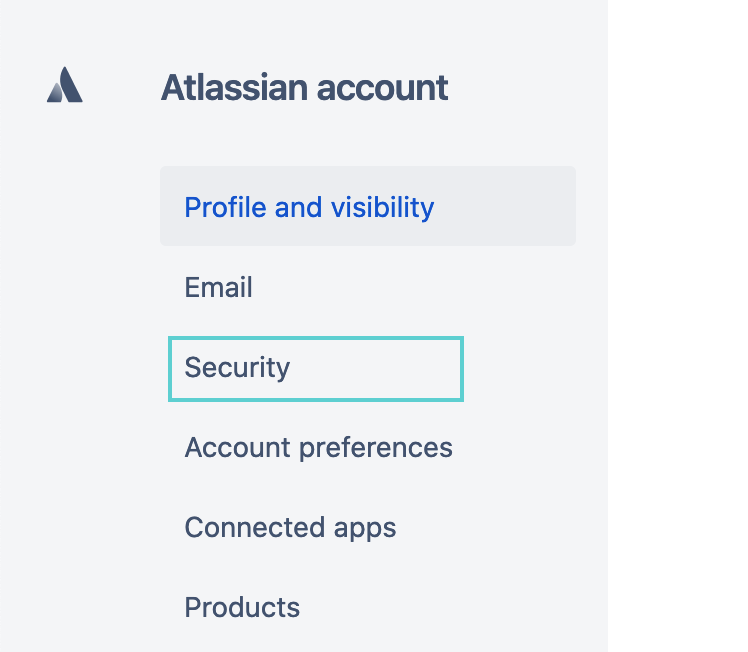 Atlassian account
Profile and visibility
Email
Security
Account preferences
Connected apps
Products